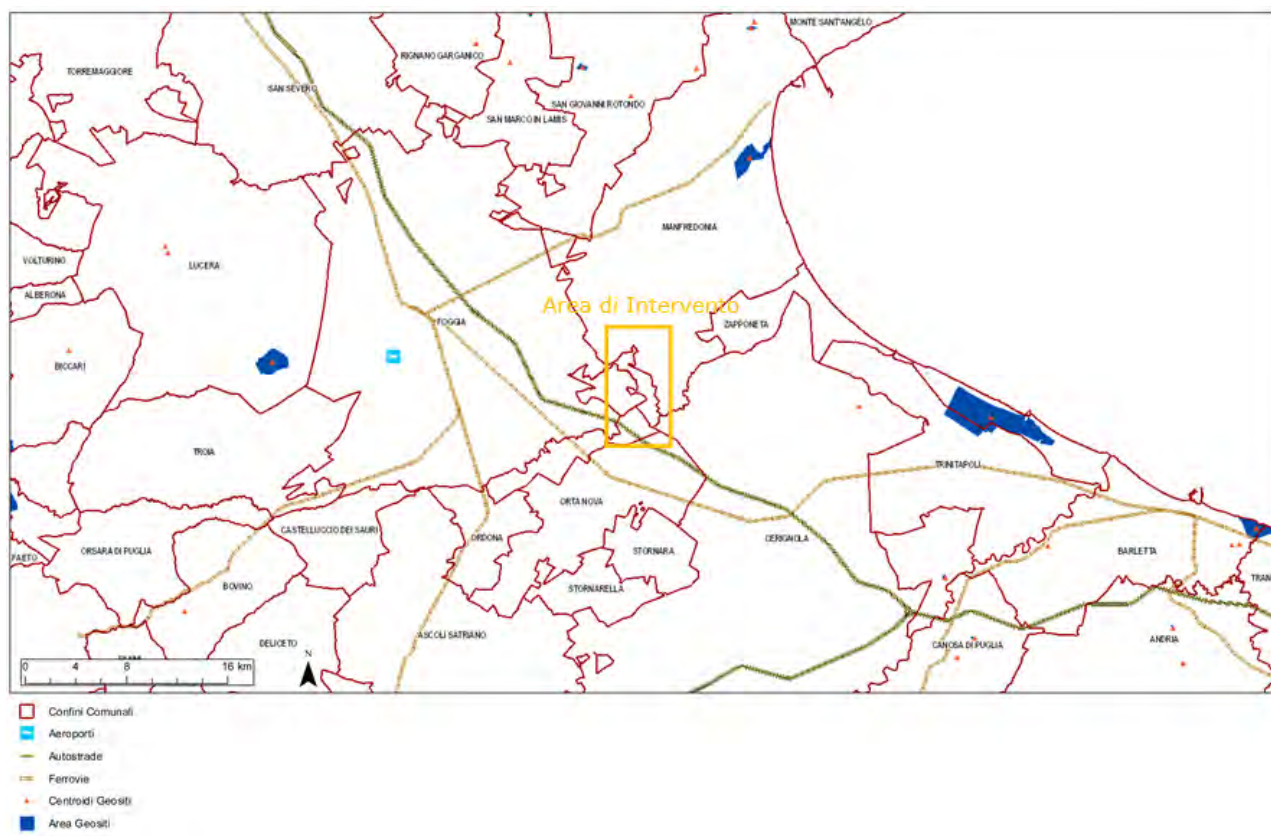 MONTE SANT'ANGELO
RIGNANO GARGANICO
TORREMAGGIORE
SAN SEVERO
SAN GIOVANNI ROTONDO
SAN MARCO IN LAMIS
MANFREDONIA
VOLTURINO
LUCERA
ALBERONA
Area di Intervento
FOGGIA
ZAPPONETA
BICCARI
TROIA
TRINITAPOLI
ORTA NOVA
CASTELLUCCIO DEI SAURI
ORDONA
CERIGNOLA
FAETO
ORSARA DI PUGLIA
STORNARA
BARLETTA
TRAN
BOVINO
STORNARELLA
ASCOLI SATRIANO
DELICETO
CANOSA DI PUGLIA
ANDRIA
N
0 4 8 16 km
Confini Comunali
Aeroporti
Autostrade
Ferrovie
Centroidi Geositi
Area Geositi